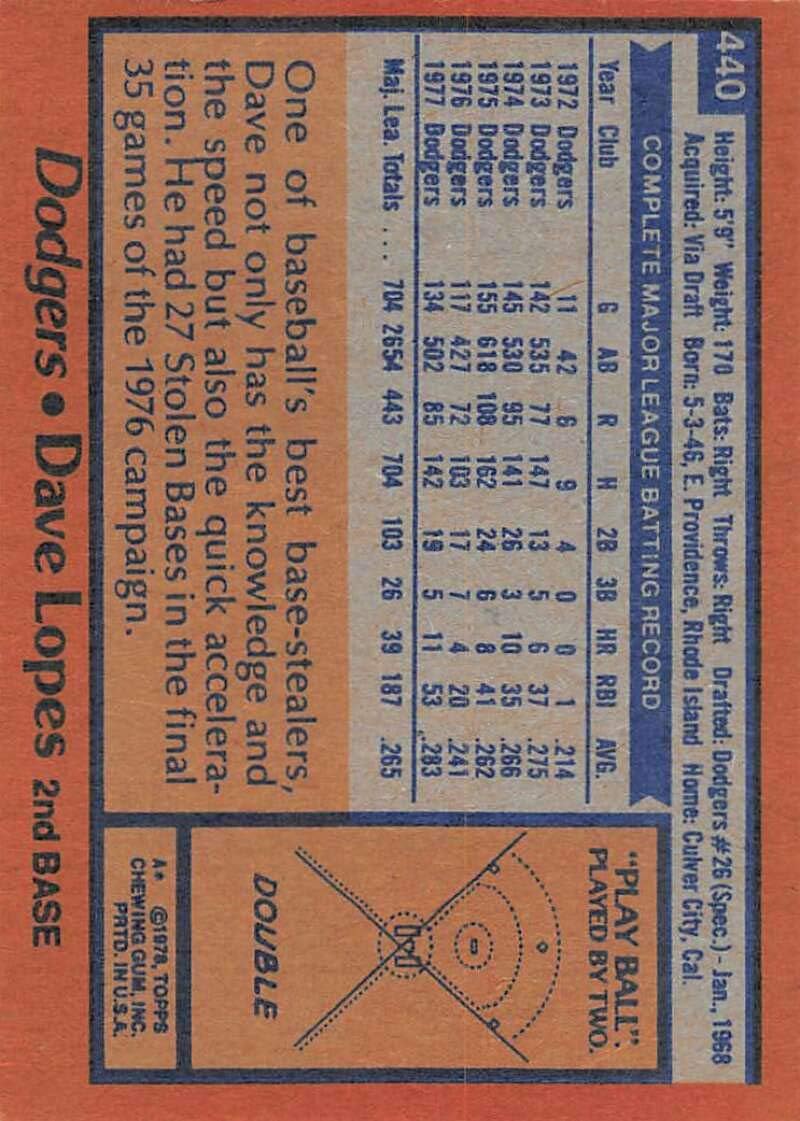 440
Height: 5'9" Weight: 170 Bats: Right Throws: Right Drafted: Dodgers #26 (Spec.) - Jan., 1968
Acquired: Via Draft Born: 5-3-46, E. Providence, Rhode Island Home: Culver City, Cal.
COMPLETE MAJOR LEAGUE BATTING RECORD
Year Club G AB R H 2B 3B HR RBI AVG.
1972 Dodgers 11 42 6 9 4 0 0 1 .214
1973 Dodgers 142 535 77 147 13 5 6 37 .275
1974 Dodgers 145 530 95 141 26 3 10 35 .266
1975 Dodgers 155 618 108 162 24 6 8 41 .262
1976 Dodgers 117 427 72 103 17 7 4 20 .241
1977 Dodgers 134 502 85 142 19 5 11 53 .283
Maj. Lea. Totals ... 704 2654 443 704 103 26 39 187 .265
One of baseball's best base-stealers,
Dave not only has the knowledge and
the speed but also the quick accelera-
tion. He had 27 Stolen Bases in the final
35 games of the 1976 campaign.
"PLAY BALL".
PLAYED BY TWO.
DOUBLE
A* ©1978, TOPPS
CHEWING GUM, INC.
PRTD. IN U.S.A.
Dodgers • Dave Lopes 2nd BASE